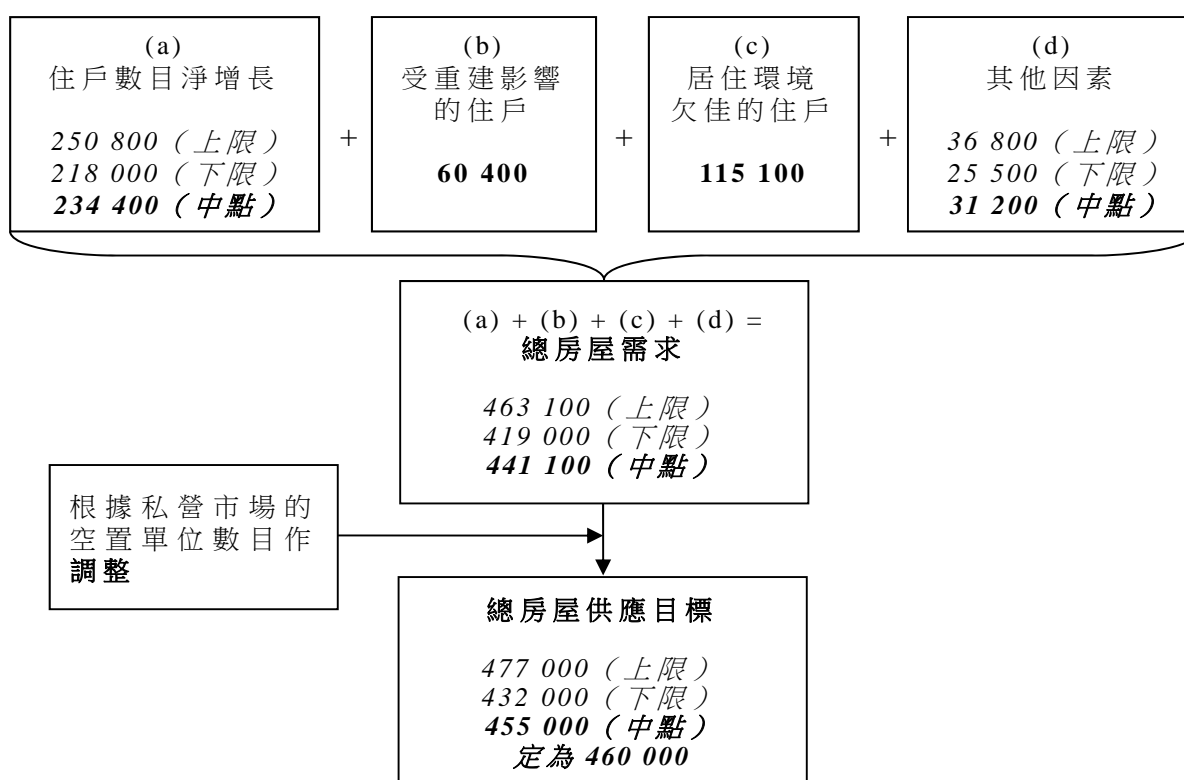 (a)
住戶數目淨增長
250 800（上限）
218 000（下限）
234 400（中點）
+
(b)
受重建影響
的住戶
60 400
+
(c)
居住環境
欠佳的住戶
115 100
+
(d)
其他因素
36 800（上限）
25 500（下限）
31 200（中點）
(a) + (b) + (c) + (d) =
總房屋需求
463 100（上限）
419 000（下限）
441 100（中點）
根據私營市場的
空置單位數目作
調整
總房屋供應目標
477 000（上限）
432 000（下限）
455 000（中點）
定為 460 000